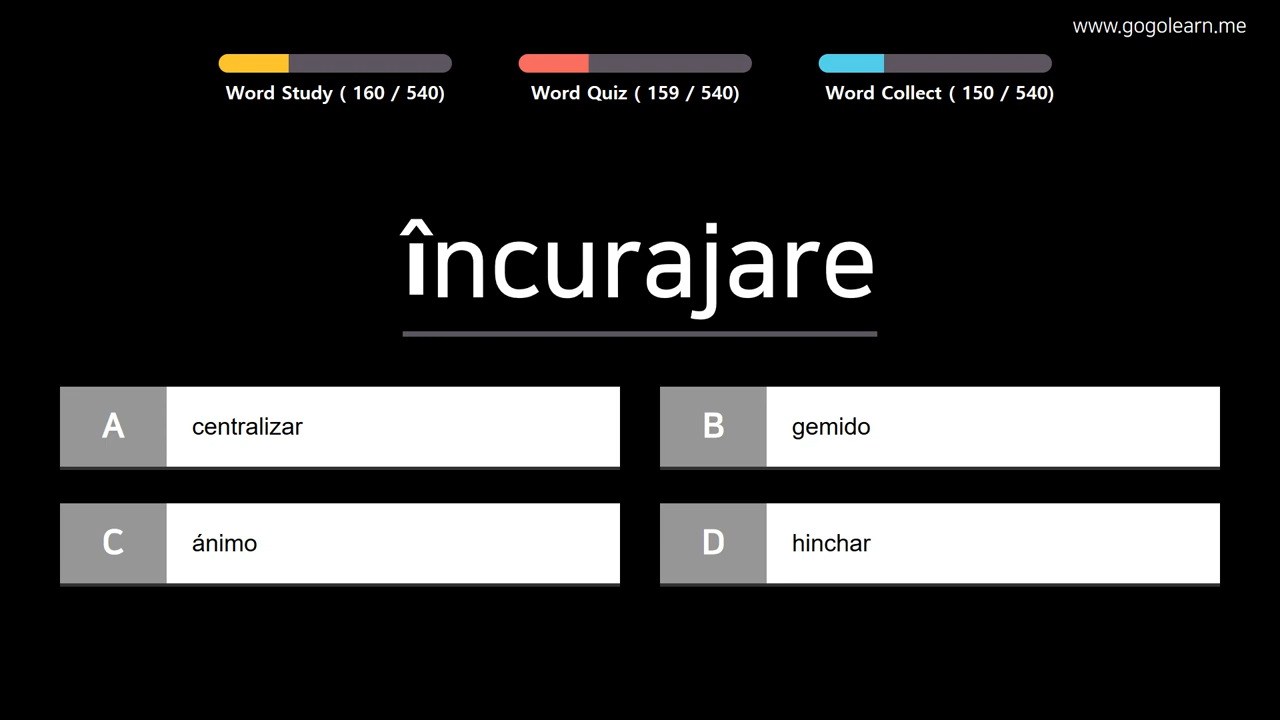 www.gogolearn.me
Word Study ( 160 / 540)
Word Quiz ( 159 / 540)
Word Collect ( 150 / 540)
încurajare
A centralizar
B gemido
C ánimo
D hinchar